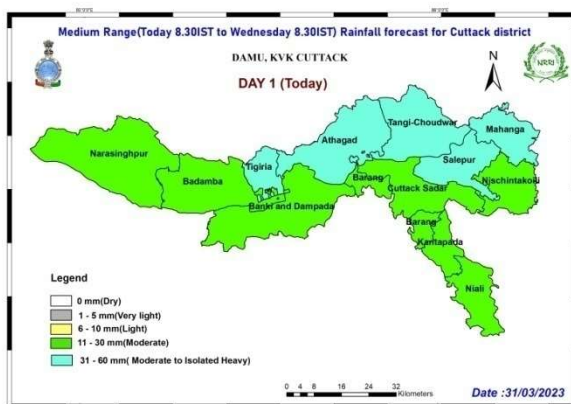 Medium Range(Today 8.30IST to Wednesday 8.30IST) Rainfall forecast for Cuttack district
DAMU, KVK CUTTACK
DAY 1 (Today)
NRRI
N
Tangi-Choudwar
Mahanga
Athagad
Narasinghpur
Tigiria
Salepur
Badamba
Barang
Cuttack Sadar
Nischintakoili
Banki and Dampada
Barang
Kantapada
Niali
Legend
0 mm(Dry)
1 - 5 mm(Very light)
6 - 10 mm(Light)
11 - 30 mm(Moderate)
31 - 60 mm( Moderate to Isolated Heavy)
0 4 8 16 24 32
Kilometers
Date :31/03/2023